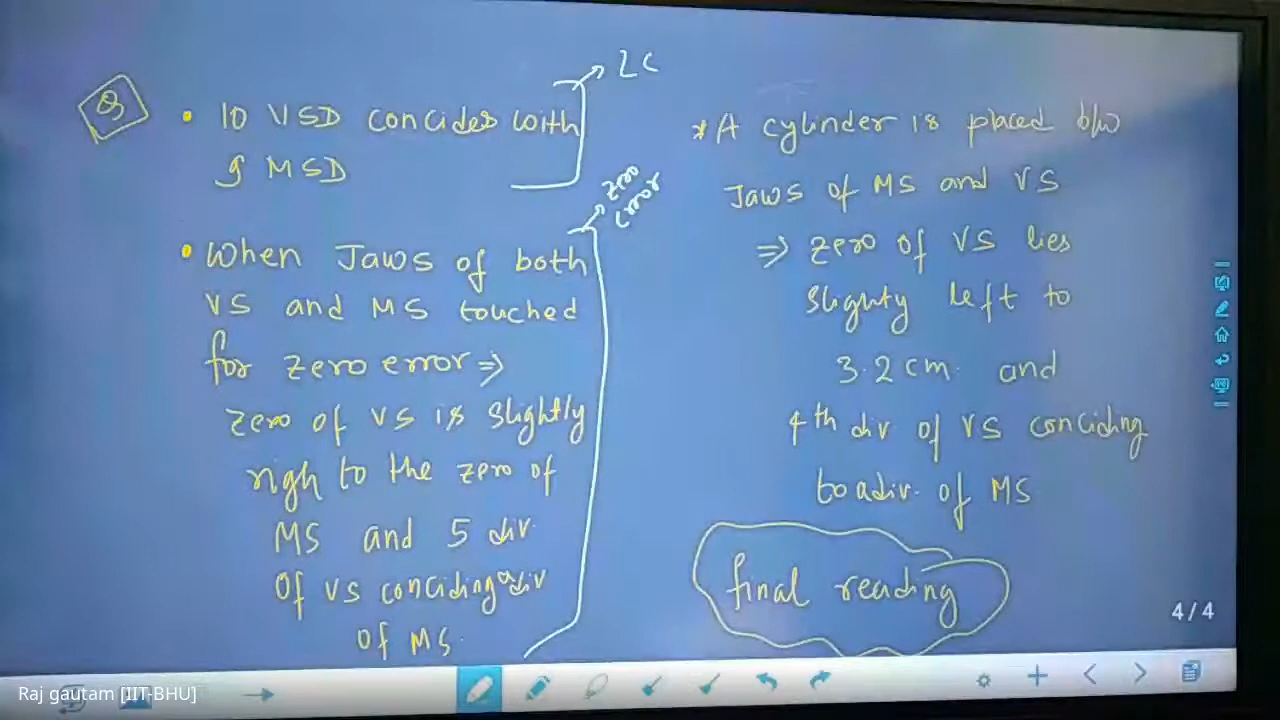 Q
• 10 VSD concides with
9 MSD
LC
• When Jaws of both
VS and MS touched
for zero error ⇒
zero of VS is slightly
righ to the zero of
MS and 5 div.
of VS conciding a div
of MS.
zero
error
* A cylinder is placed b/w
Jaws of MS and VS
⇒ zero of VS lies
slighty left to
3.2 cm. and
4th div of VS conciding
to a div. of MS
final reading
4/4
Raj gautam [IIT-BHU]